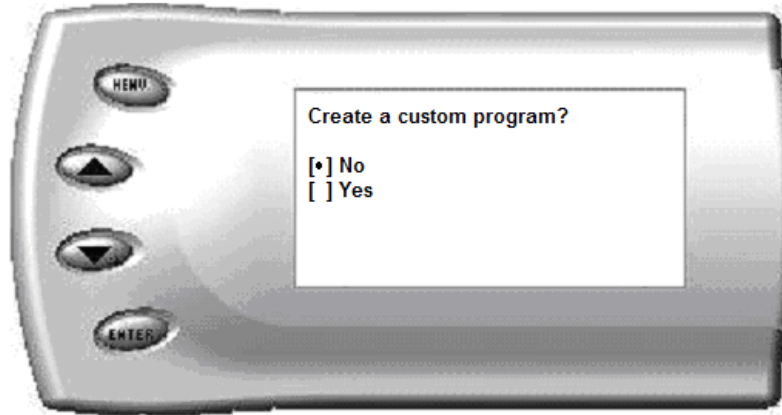 MENU
Create a custom program?
[•] No
[ ] Yes
ENTER